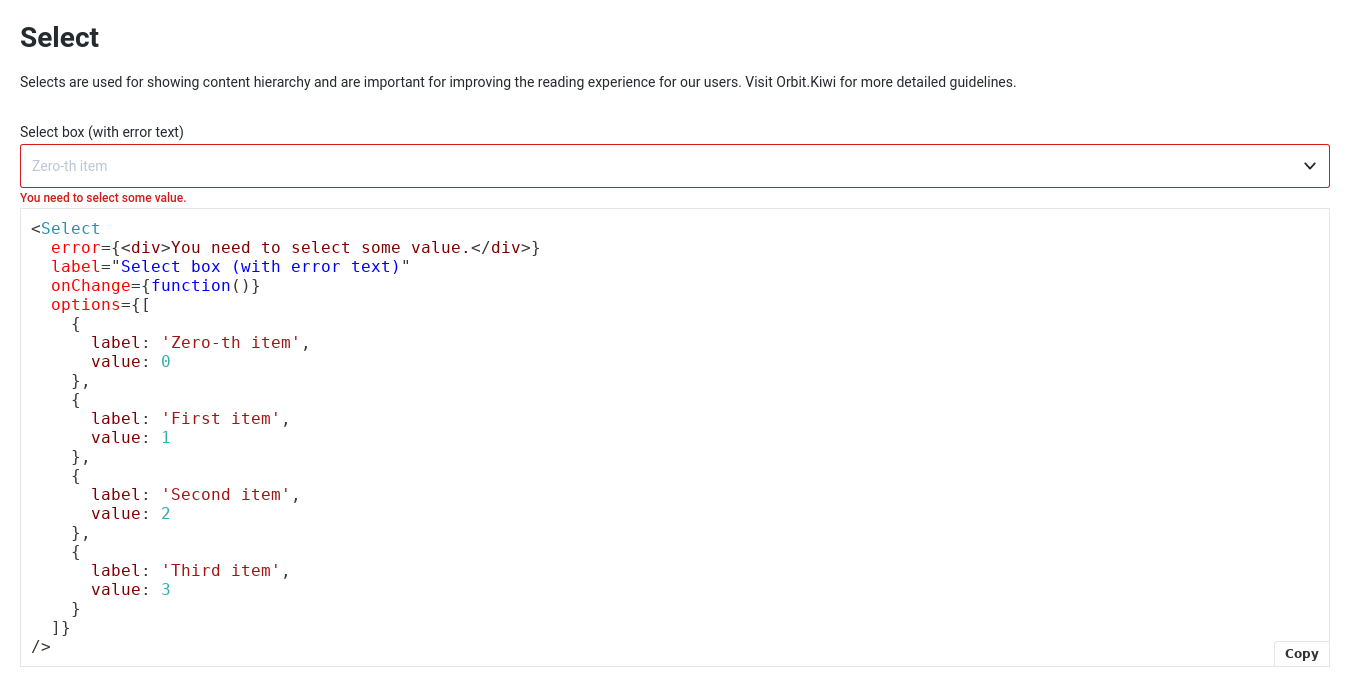 Select
Selects are used for showing content hierarchy and are important for improving the reading experience for our users. Visit Orbit.Kiwi for more detailed guidelines.
Select box (with error text)
Zero-th item
You need to select some value.
<Select
  error={<div>You need to select some value.</div>}
  label="Select box (with error text)"
  onChange={function()}
  options={[
    {
      label: 'Zero-th item',
      value: 0
    },
    {
      label: 'First item',
      value: 1
    },
    {
      label: 'Second item',
      value: 2
    },
    {
      label: 'Third item',
      value: 3
    }
  ]}
/>
Copy